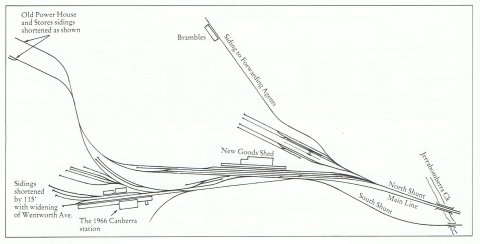 Old Power House
and Stores sidings
shortened as shown
Brambles
Siding to Forwarding Agents
New Goods Shed
Jerrabomberra Ck.
North Shunt
Main Line
South Shunt
Sidings
shortened
by 115'
with widening
of Wentworth Ave.
The 1966 Canberra
station